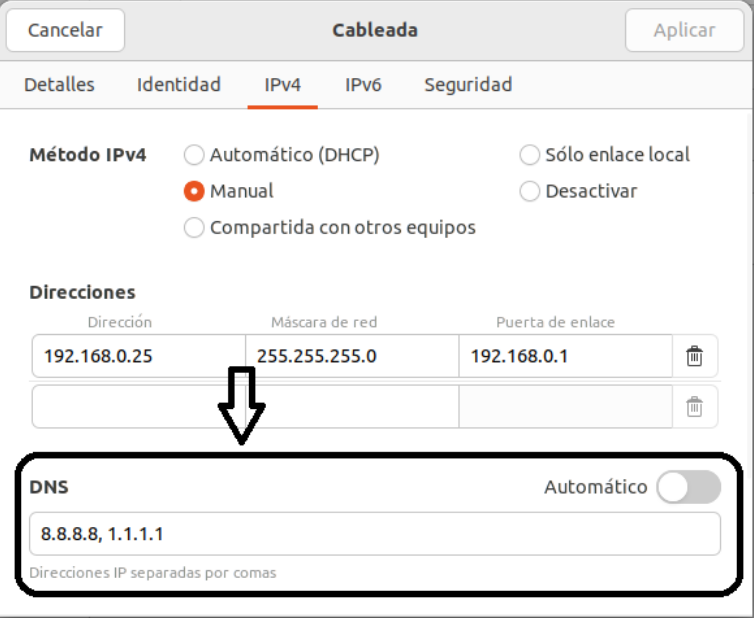 Cancelar Cableada Aplicar
Detalles Identidad IPv4 IPv6 Seguridad
Método IPv4 Automático (DHCP) Sólo enlace local
Manual Desactivar
Compartida con otros equipos
Direcciones
Dirección Máscara de red Puerta de enlace
192.168.0.25 255.255.255.0 192.168.0.1
DNS Automático
8.8.8.8, 1.1.1.1
Direcciones IP separadas por comas